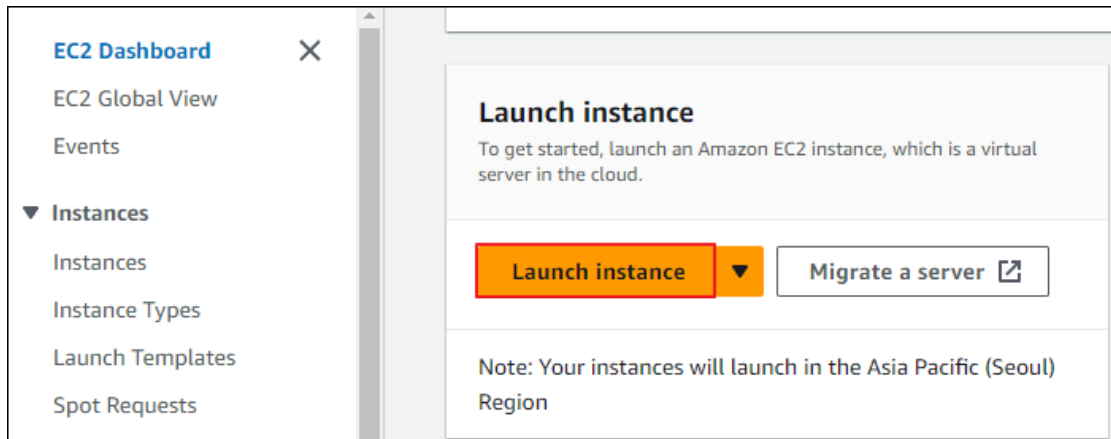 EC2 Dashboard
EC2 Global View
Events
Instances
Instances
Instance Types
Launch Templates
Spot Requests
Launch instance
To get started, launch an Amazon EC2 instance, which is a virtual
server in the cloud.
Launch instance
Migrate a server
Note: Your instances will launch in the Asia Pacific (Seoul)
Region